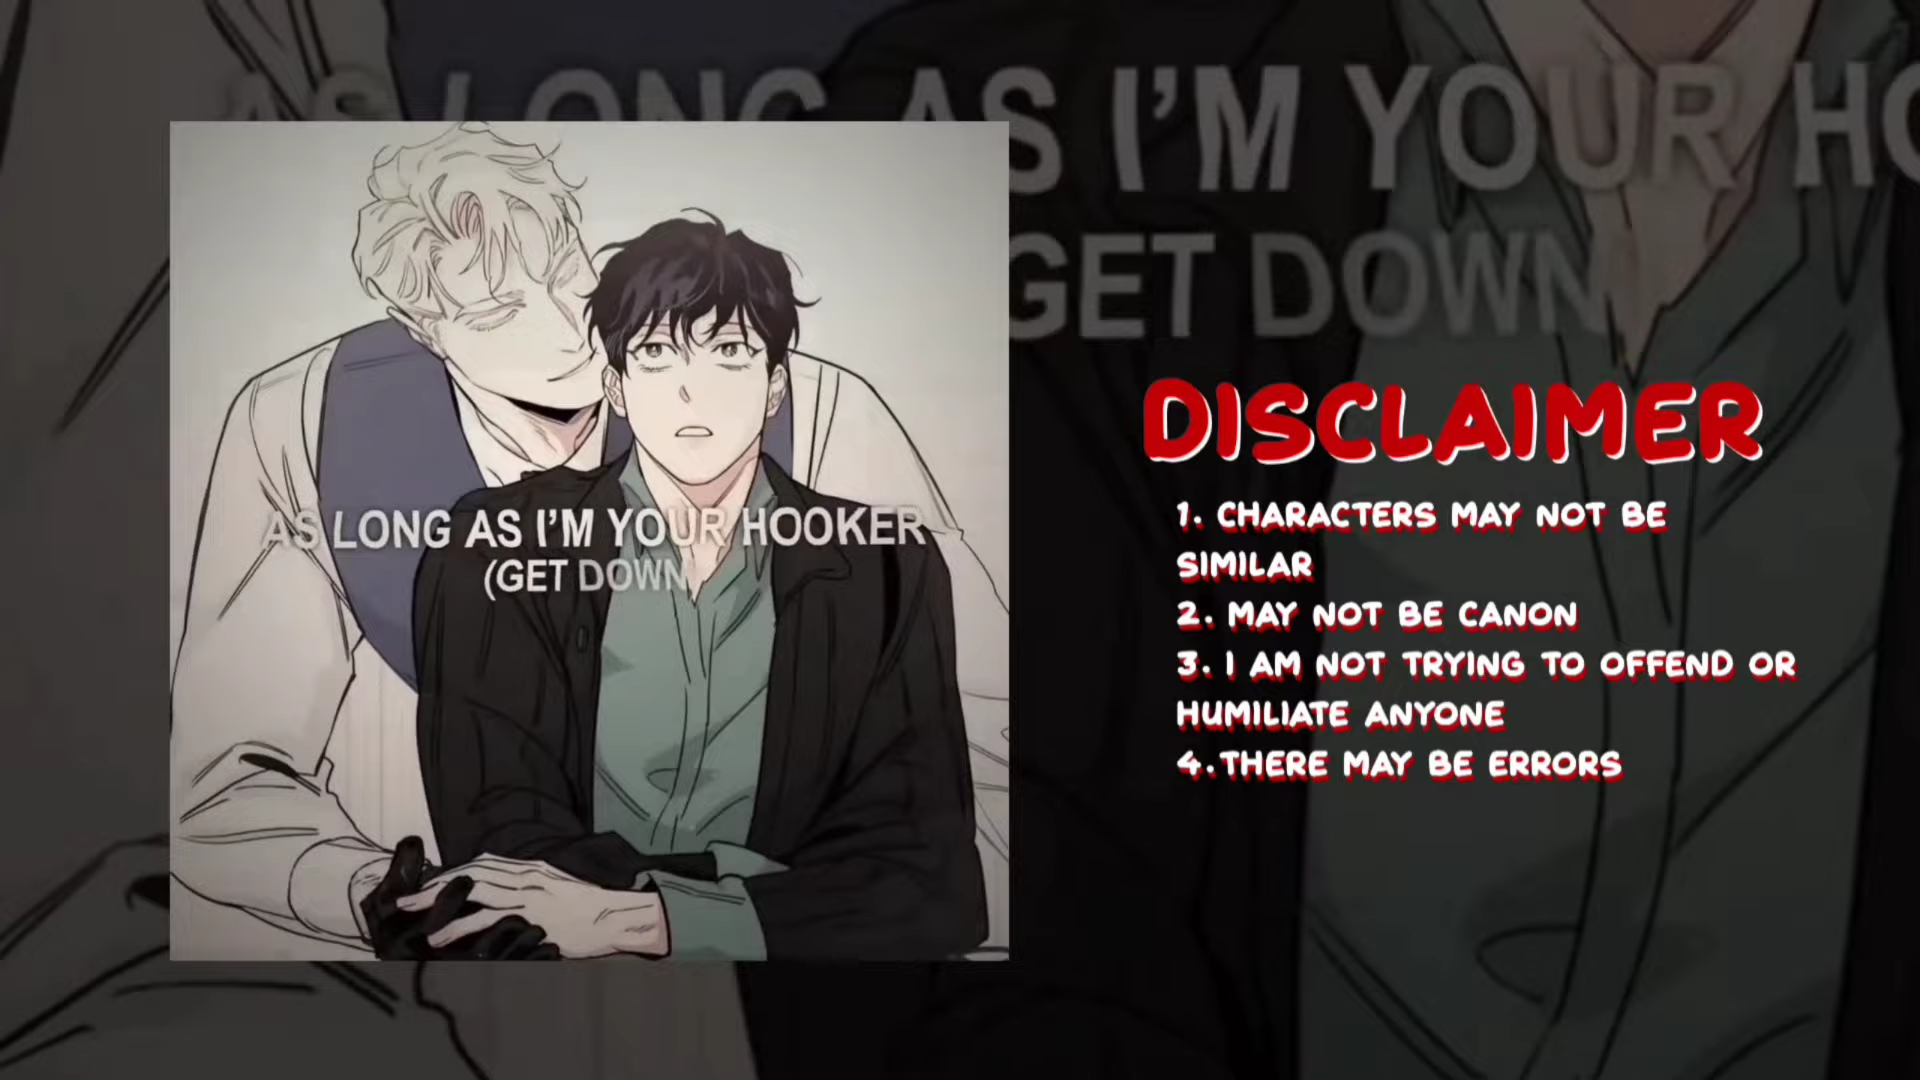 AS LONG AS I'M YOUR HO
(GET DOWN
AS LONG AS I'M YOUR HOOKER
(GET DOWN
DISCLAIMER
1. CHARACTERS MAY NOT BE
SIMILAR
2. MAY NOT BE CANON
3. I AM NOT TRYING TO OFFEND OR
HUMILIATE ANYONE
4.THERE MAY BE ERRORS